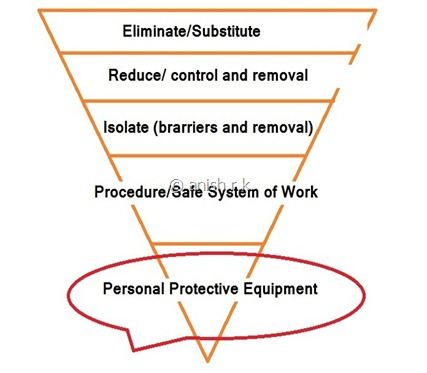 Eliminate/Substitute
Reduce/ control and removal
Isolate (brarriers and removal)
© anish r k
Procedure/Safe System of Work
Personal Protective Equipment